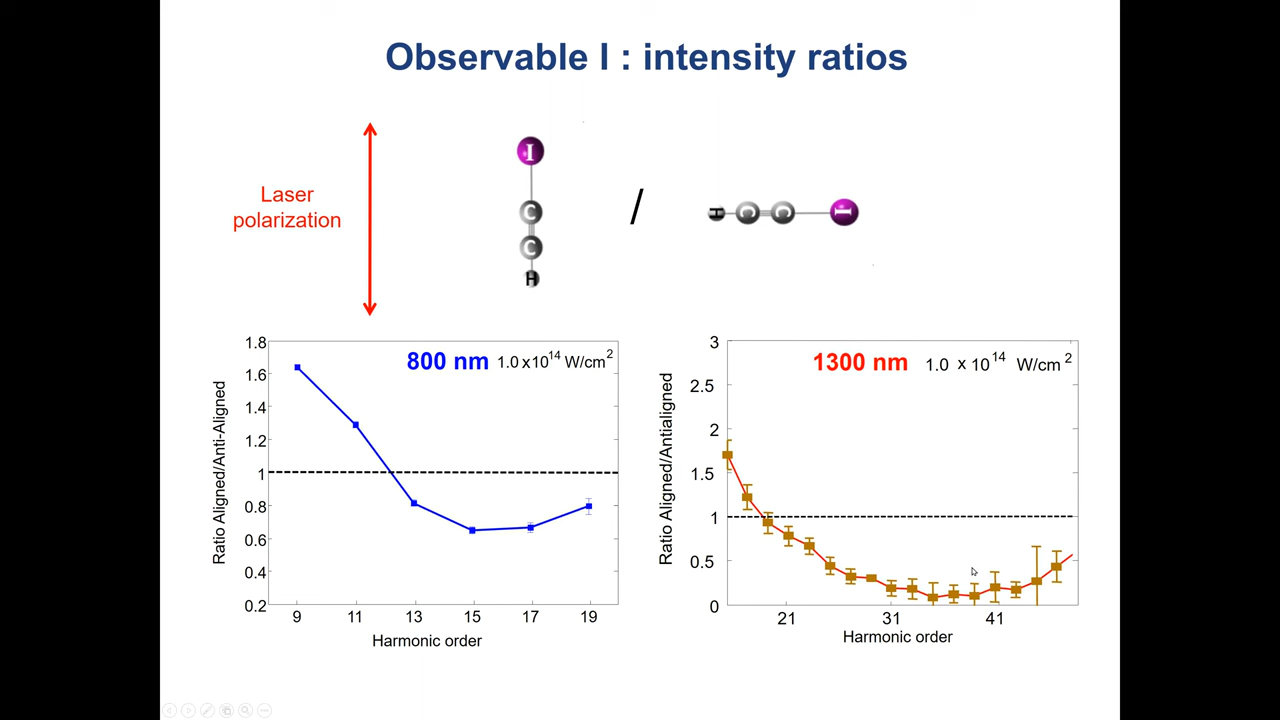 Observable I : intensity ratios
Laser
polarization
I
C
C
H
/
H C C I
800 nm 1.0 x 10^14 W/cm^2
Ratio Aligned/Anti-Aligned
1.8
1.6
1.4
1.2
1
0.8
0.6
0.4
0.2
9 11 13 15 17 19
Harmonic order
1300 nm 1.0 x 10^14 W/cm^2
Ratio Aligned/Antialigned
3
2.5
2
1.5
1
0.5
0
21 31 41
Harmonic order